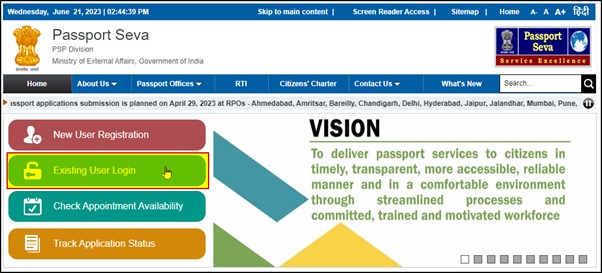 Wednesday, June 21, 2023 | 02:44:39 PM Skip to main content | Screen Reader Access | Sitemap | Home A- A A+ हिंदी
Passport Seva
PSP Division
Ministry of External Affairs, Government of India
Passport
Seva
Service Excellence
Home About Us Passport Offices RTI Citizens' Charter Contact Us What's New Search...
assport applications submission is planned on April 29, 2023 at RPOs - Ahmedabad, Amritsar, Bareilly, Chandigarh, Delhi, Hyderabad, Jaipur, Jalandhar, Mumbai, Pune,
New User Registration
Existing User Login
Check Appointment Availability
Track Application Status
VISION
To deliver passport services to citizens in
timely, transparent, more accessible, reliable
manner and in a comfortable environment
through streamlined processes and
committed, trained and motivated workforce